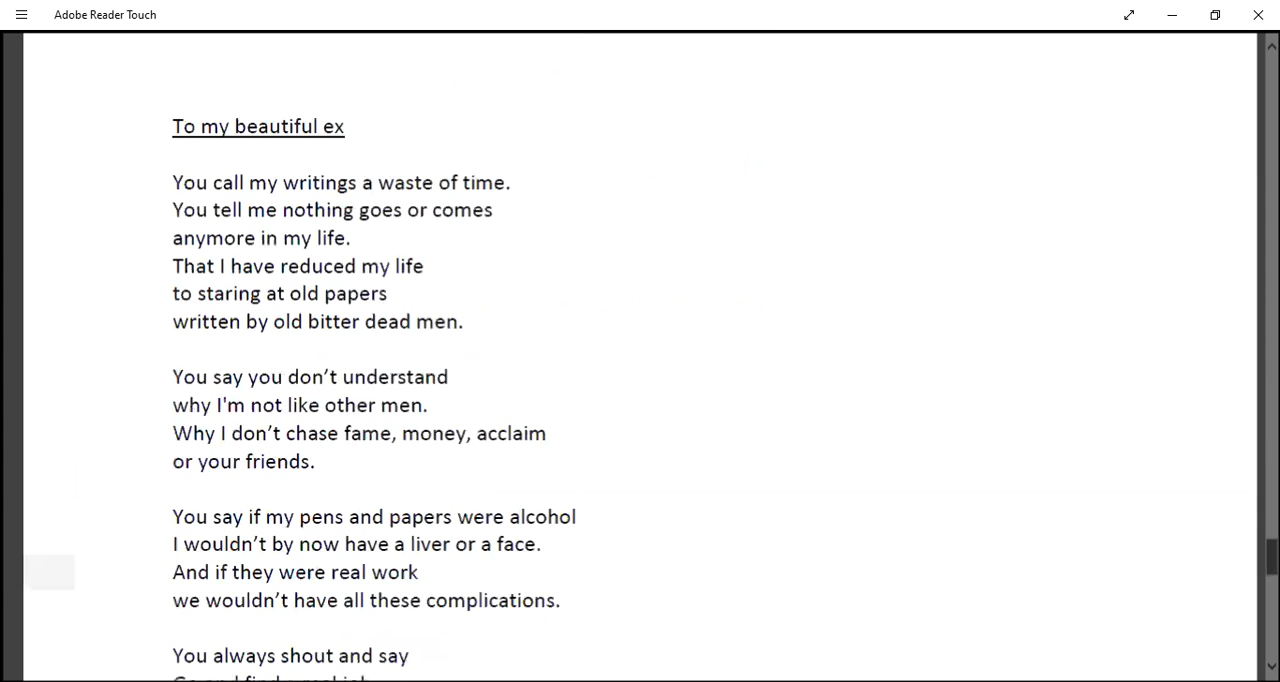 Adobe Reader Touch
To my beautiful ex
You call my writings a waste of time.
You tell me nothing goes or comes
anymore in my life.
That I have reduced my life
to staring at old papers
written by old bitter dead men.
You say you don’t understand
why I'm not like other men.
Why I don’t chase fame, money, acclaim
or your friends.
You say if my pens and papers were alcohol
I wouldn’t by now have a liver or a face.
And if they were real work
we wouldn’t have all these complications.
You always shout and say